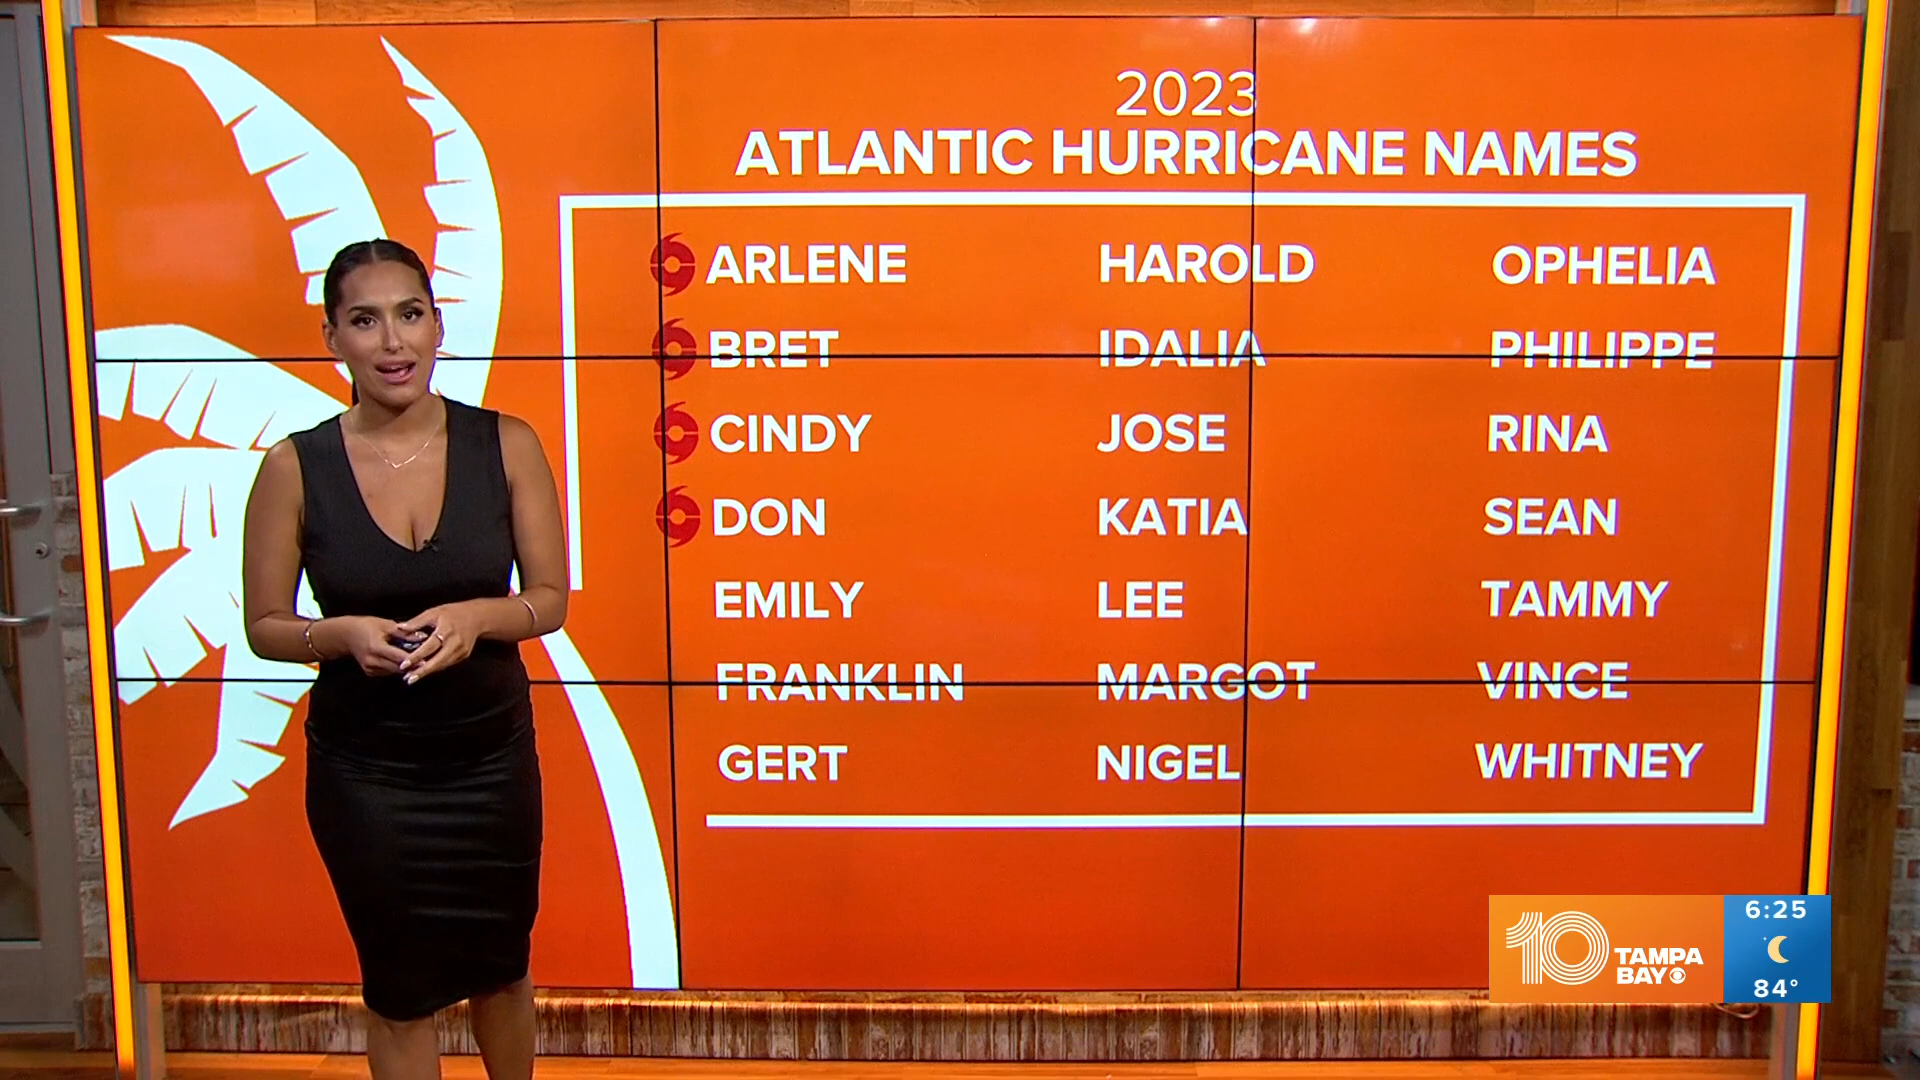 2023
ATLANTIC HURRICANE NAMES
ARLENE HAROLD OPHELIA
BRET IDALIA PHILIPPE
CINDY JOSE RINA
DON KATIA SEAN
EMILY LEE TAMMY
FRANKLIN MARGOT VINCE
GERT NIGEL WHITNEY
10 TAMPA BAY
6:25
84°